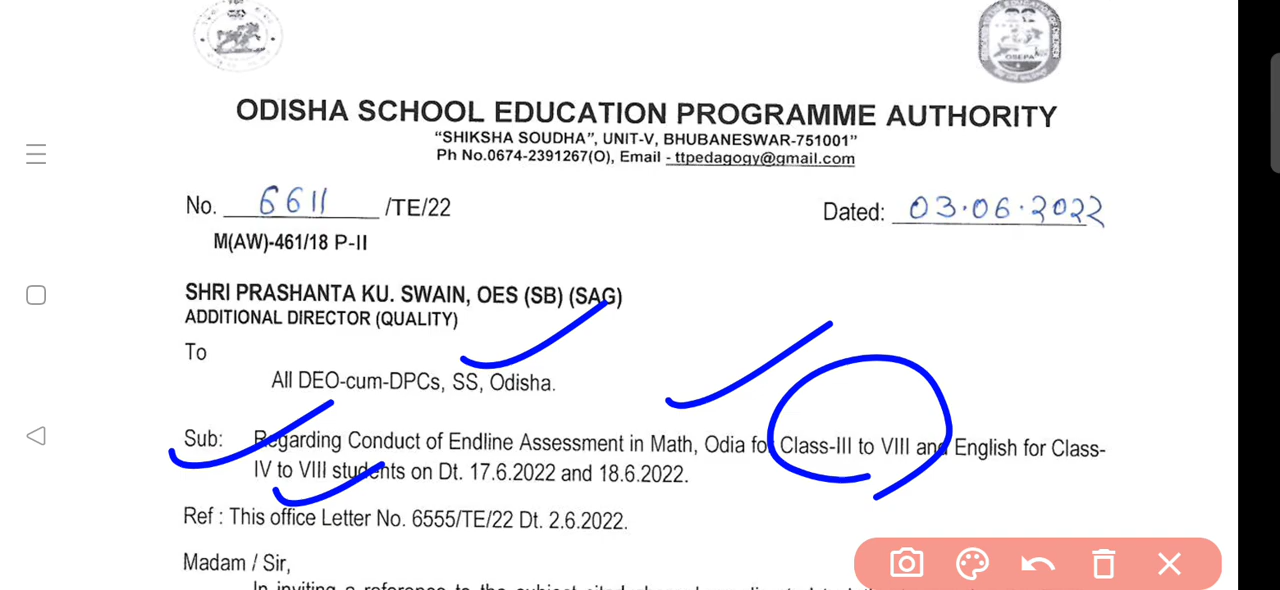 OSEPA
ODISHA SCHOOL EDUCATION PROGRAMME AUTHORITY
"SHIKSHA SOUDHA", UNIT-V, BHUBANESWAR-751001"
Ph No.0674-2391267(O), Email - ttpedagogy@gmail.com
No. 6611 /TE/22
Dated: 03.06.2022
M(AW)-461/18 P-II
SHRI PRASHANTA KU. SWAIN, OES (SB) (SAG)
ADDITIONAL DIRECTOR (QUALITY)
To
All DEO-cum-DPCs, SS, Odisha.
Sub: Regarding Conduct of Endline Assessment in Math, Odia for Class-III to VIII and English for Class-
IV to VIII students on Dt. 17.6.2022 and 18.6.2022.
Ref : This office Letter No. 6555/TE/22 Dt. 2.6.2022.
Madam / Sir,